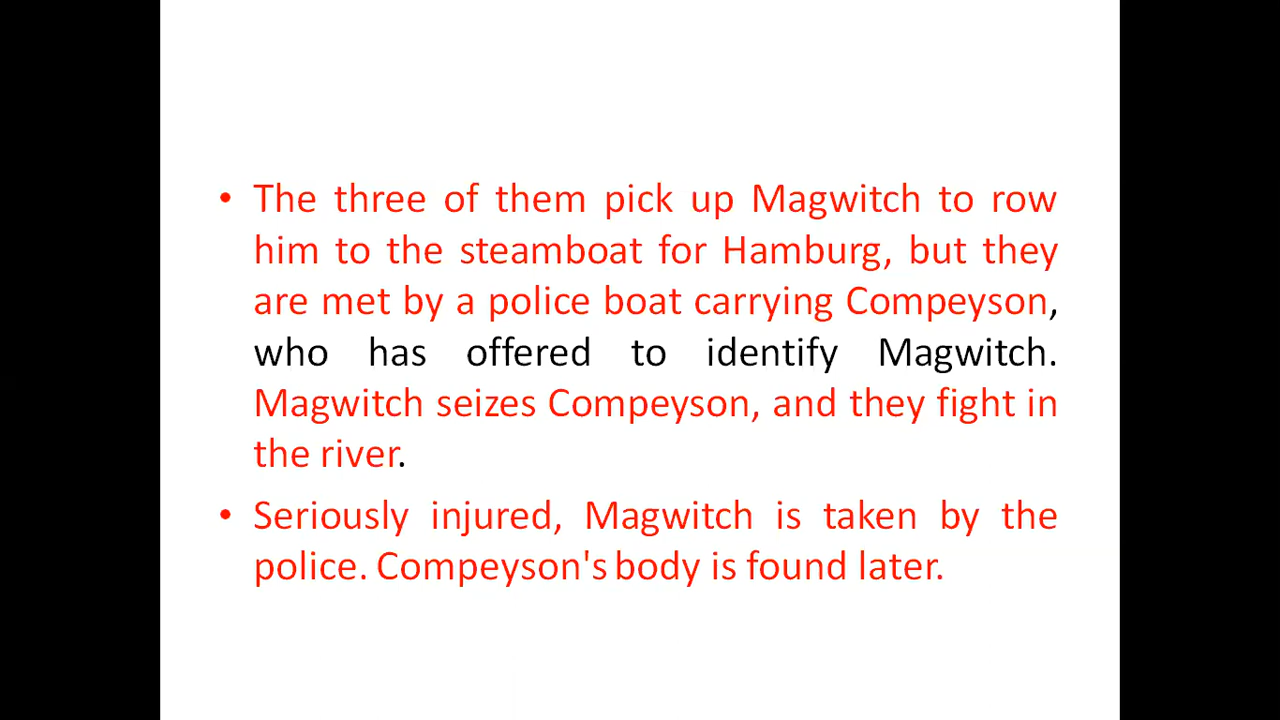 • The three of them pick up Magwitch to row
him to the steamboat for Hamburg, but they
are met by a police boat carrying Compeyson,
who has offered to identify Magwitch.
Magwitch seizes Compeyson, and they fight in
the river.
• Seriously injured, Magwitch is taken by the
police. Compeyson's body is found later.